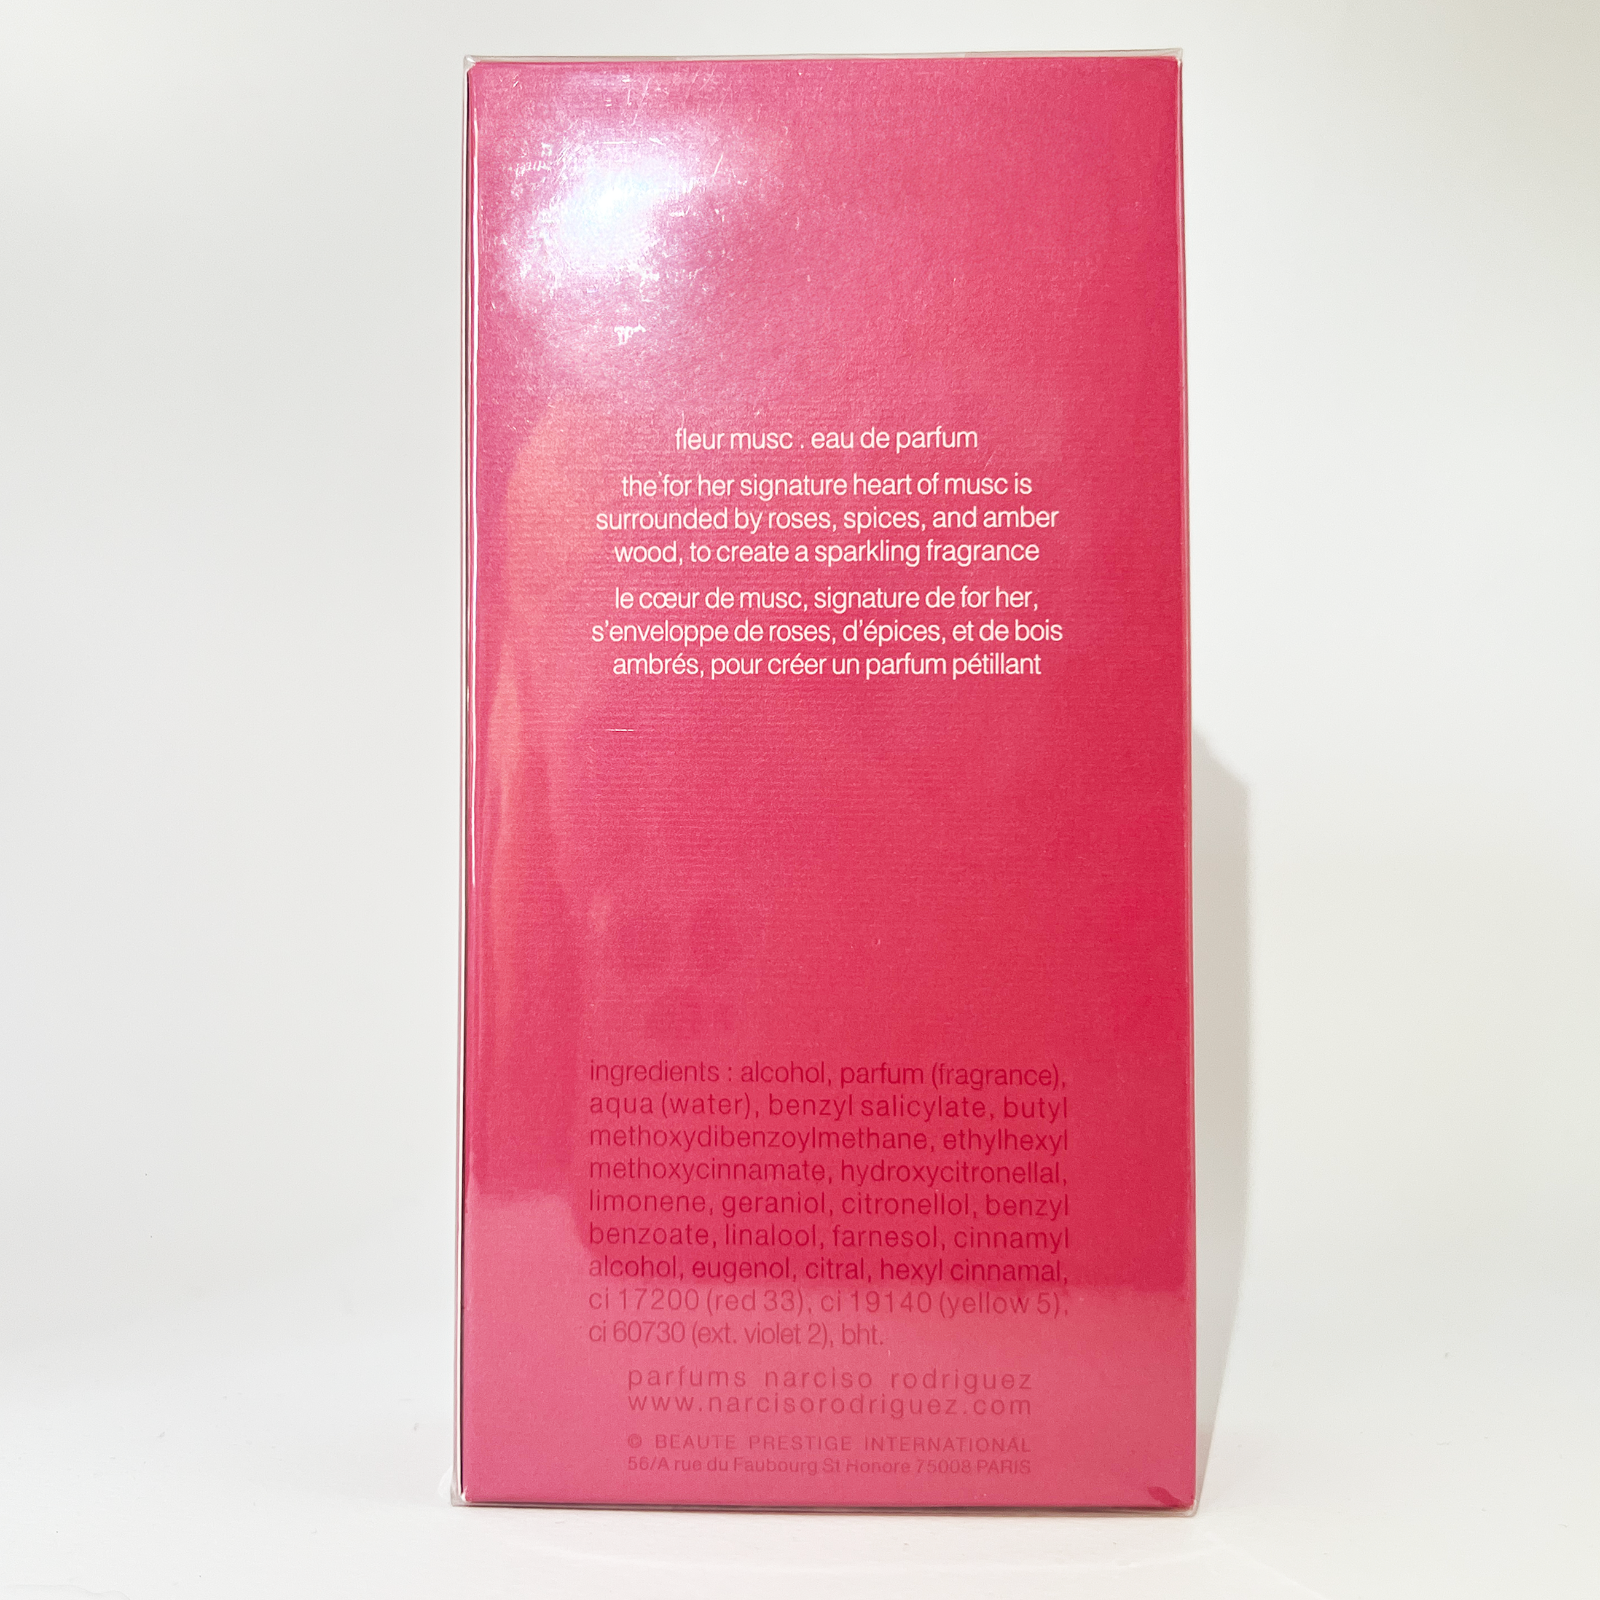 fleur musc . eau de parfum
the for her signature heart of musc is
surrounded by roses, spices, and amber
wood, to create a sparkling fragrance
le cœur de musc, signature de for her,
s'enveloppe de roses, d'épices, et de bois
ambrés, pour créer un parfum pétillant
ingredients : alcohol, parfum (fragrance),
aqua (water), benzyl salicylate, butyl
methoxydibenzoylmethane, ethylhexyl
methoxycinnamate, hydroxycitronellal,
limonene, geraniol, citronellol, benzyl
benzoate, linalool, farnesol, cinnamyl
alcohol, eugenol, citral, hexyl cinnamal,
ci 17200 (red 33), ci 19140 (yellow 5),
ci 60730 (ext. violet 2), bht.
parfums narciso rodriguez
www.narcisorodriguez.com
© BEAUTE PRESTIGE INTERNATIONAL
56/A rue du Faubourg St Honore 75008 PARIS